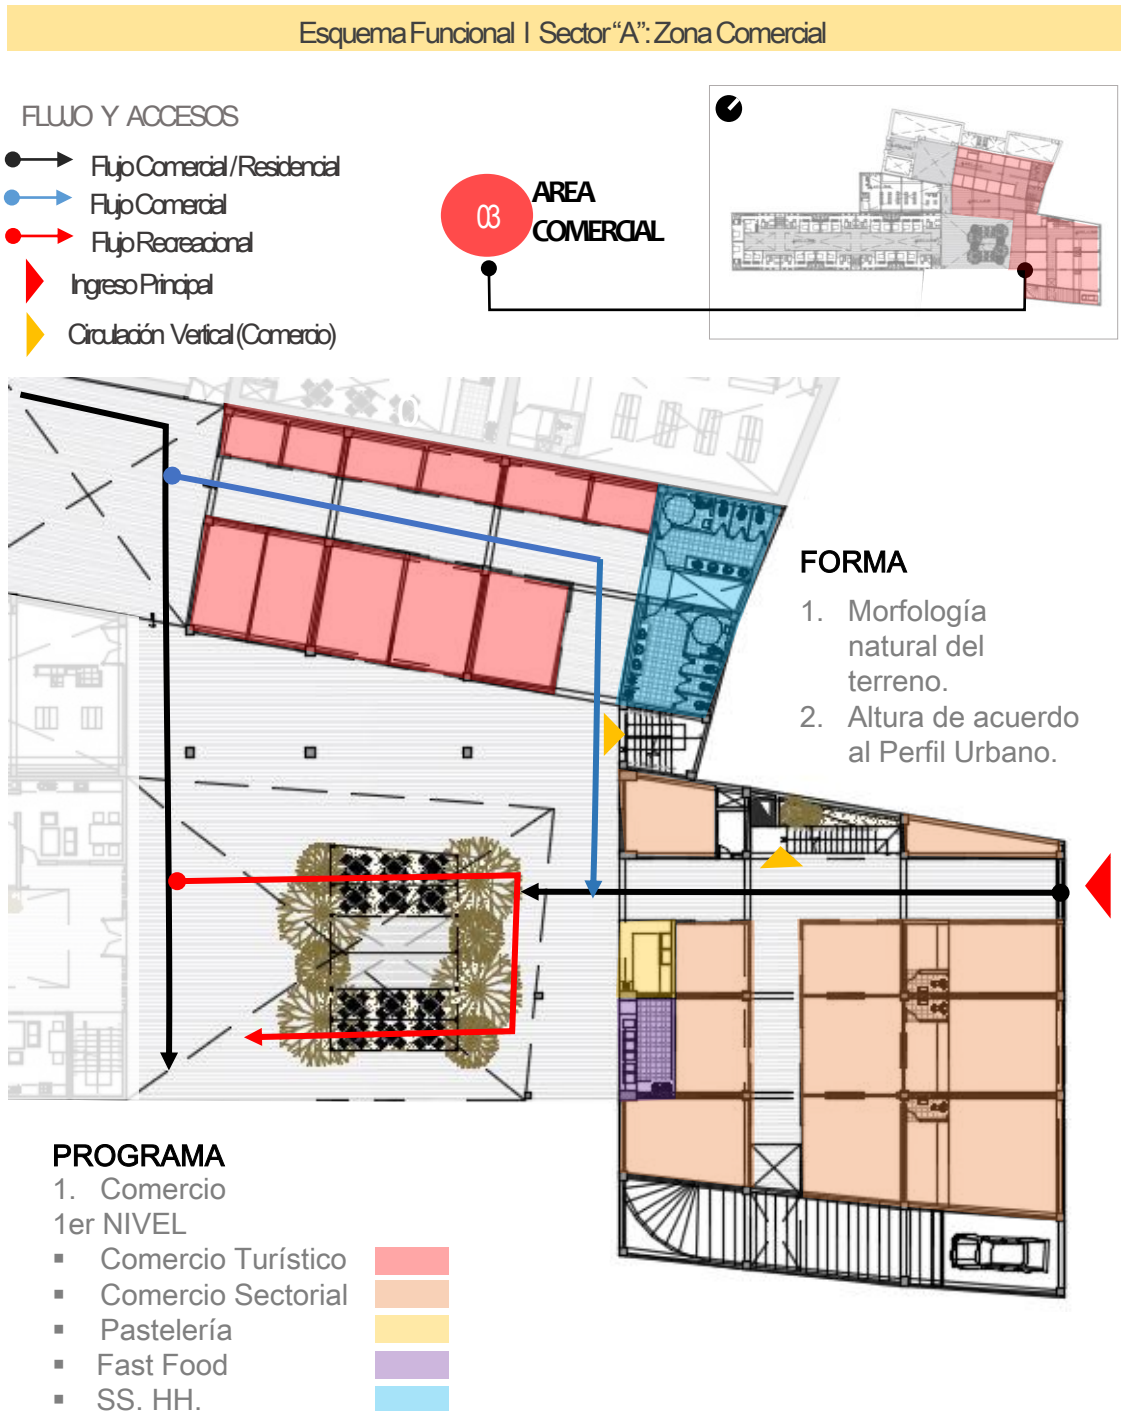 Esquema Funcional I Sector "A": Zona Comercial
FLUJO Y ACCESOS
Flujo Comercial / Residencial
Flujo Comercial
Flujo Recreacional
Ingreso Principal
Circulación Vertical (Comercio)
03
AREA
COMERCIAL
FORMA
1. Morfología
natural del
terreno.
2. Altura de acuerdo
al Perfil Urbano.
PROGRAMA
1. Comercio
1er NIVEL
▪ Comercio Turístico
▪ Comercio Sectorial
▪ Pastelería
▪ Fast Food
▪ SS. HH.